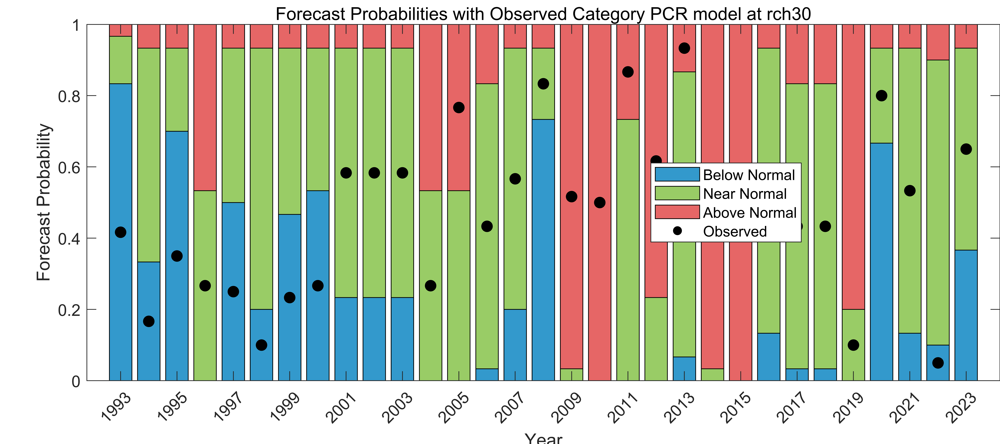 Forecast Probabilities with Observed Category PCR model at rch30
Forecast Probability
1
0.8
0.6
0.4
0.2
0
Below Normal
Near Normal
Above Normal
Observed
1993 1995 1997 1999 2001 2003 2005 2007 2009 2011 2013 2015 2017 2019 2021 2023
Year